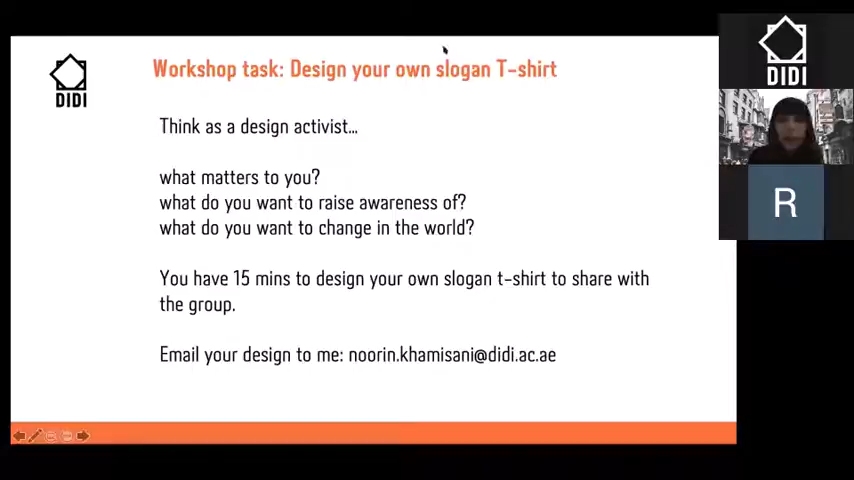 DIDI
Workshop task: Design your own slogan T-shirt
Think as a design activist...
what matters to you?
what do you want to raise awareness of?
what do you want to change in the world?
You have 15 mins to design your own slogan t-shirt to share with
the group.
Email your design to me: noorin.khamisani@didi.ac.ae
DIDI
R